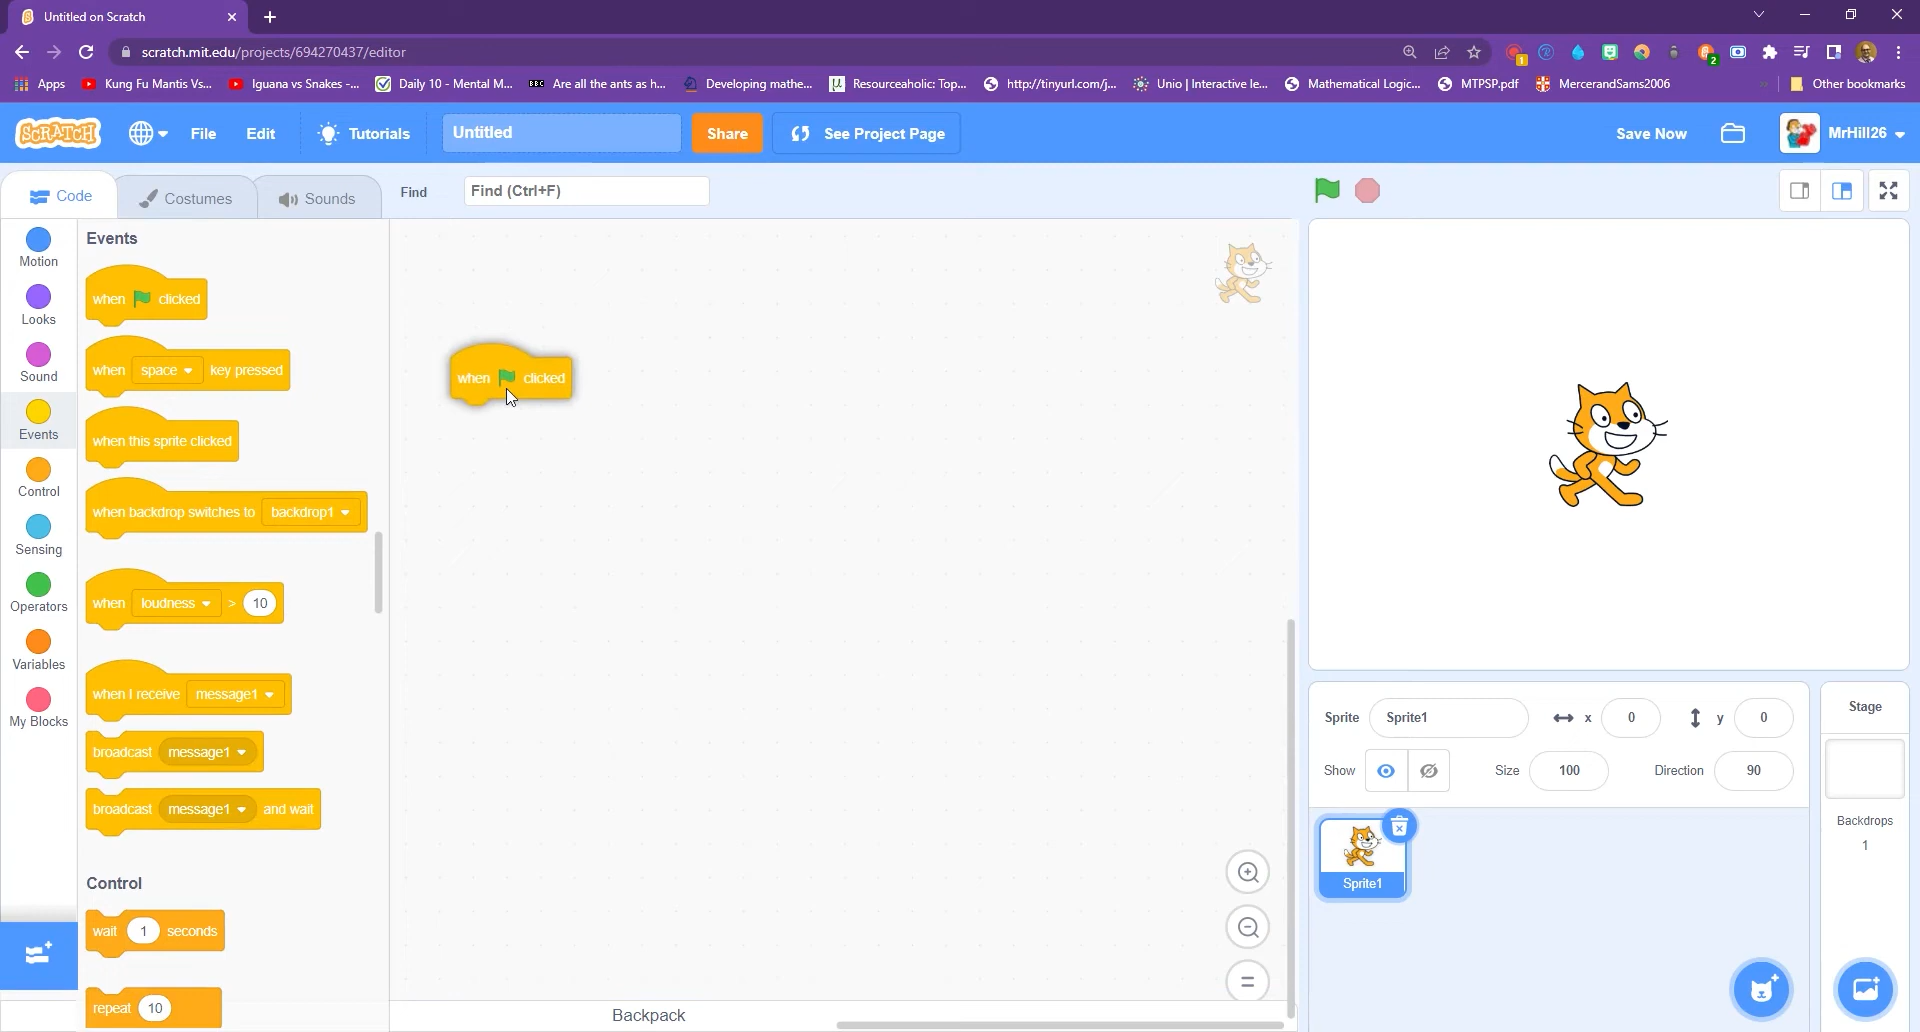 Untitled on Scratch
scratch.mit.edu/projects/694270437/editor
1
2
Apps
Kung Fu Mantis Vs...
Iguana vs Snakes -...
Daily 10 - Mental M...
BBC
Are all the ants as h...
Developing mathe...
Resourceaholic: Top...
http://tinyurl.com/j...
Unio | Interactive le...
Mathematical Logic...
MTPSP.pdf
MercerandSams2006
Other bookmarks
SCRATCH
File
Edit
Tutorials
Untitled
Share
See Project Page
Save Now
MrHill26
Code
Costumes
Sounds
Find
Find (Ctrl+F)
Motion
Looks
Sound
Events
Control
Sensing
Operators
Variables
My Blocks
Events
when clicked
when space key pressed
when this sprite clicked
when backdrop switches to backdrop1
when loudness > 10
when I receive message1
broadcast message1
broadcast message1 and wait
Control
wait 1 seconds
repeat 10
when clicked
Backpack
Sprite Sprite1 x 0 y 0
Show Size 100 Direction 90
Sprite1
Stage
Backdrops
1